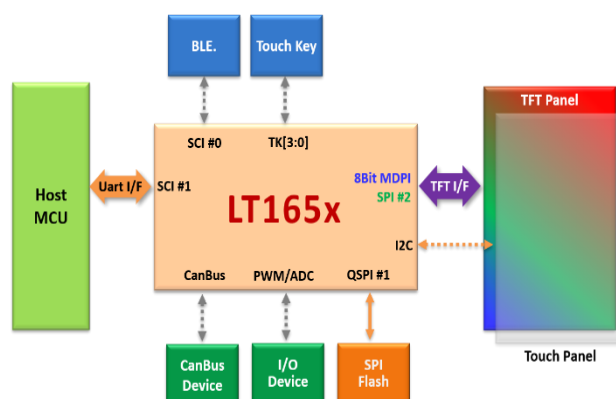 BLE.
Touch Key
TFT Panel
SCI #0
TK[3:0]
Host
MCU
Uart I/F
SCI #1
8Bit MDPI
SPI #2
TFT I/F
LT165x
I2C
CanBus
PWM/ADC
QSPI #1
Touch Panel
CanBus
Device
I/O
Device
SPI
Flash